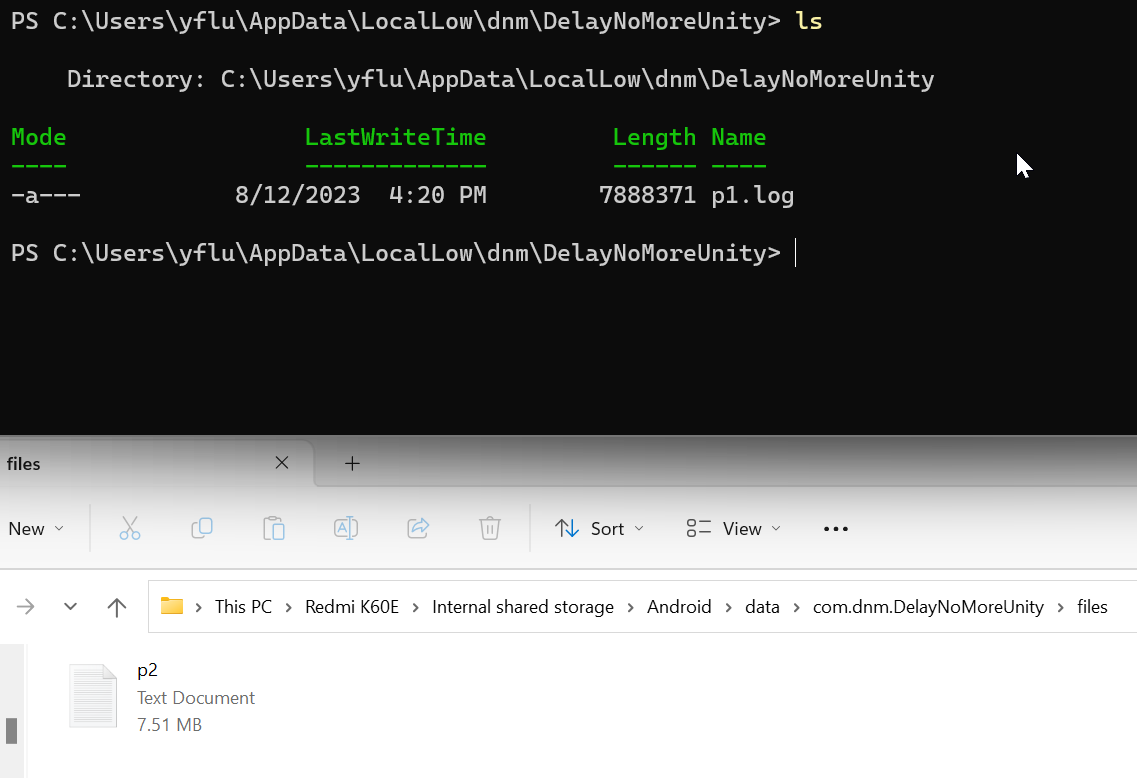 PS C:\Users\yflu\AppData\LocalLow\dnm\DelayNoMoreUnity> ls
Directory: C:\Users\yflu\AppData\LocalLow\dnm\DelayNoMoreUnity
Mode LastWriteTime Length Name
---- ------------- ------ ----
-a--- 8/12/2023 4:20 PM 7888371 p1.log
PS C:\Users\yflu\AppData\LocalLow\dnm\DelayNoMoreUnity>
files
New Sort View
This PC > Redmi K60E > Internal shared storage > Android > data > com.dnm.DelayNoMoreUnity > files
p2
Text Document
7.51 MB